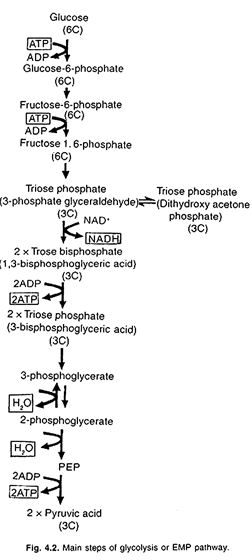 Glucose
(6C)
ATP
ADP
Glucose-6-phosphate
(6C)
Fructose-6-phosphate
(6C)
ATP
ADP
Fructose 1. 6-phosphate
(6C)
Triose phosphate
(3-phosphate glyceraldehyde)
(3C)
Triose phosphate
(Dithydroxy acetone
phosphate)
(3C)
NAD+
NADH
2 × Trose bisphosphate
(1,3-bisphosphoglyceric acid)
(3C)
2ADP
2ATP
2 × Triose phosphate
(3-bisphosphoglyceric acid)
(3C)
3-phosphoglycerate
H₂O
2-phosphoglycerate
H₂O
PEP
2ADP
2ATP
2 × Pyruvic acid
(3C)
Fig. 4.2. Main steps of glycolysis or EMP pathway.